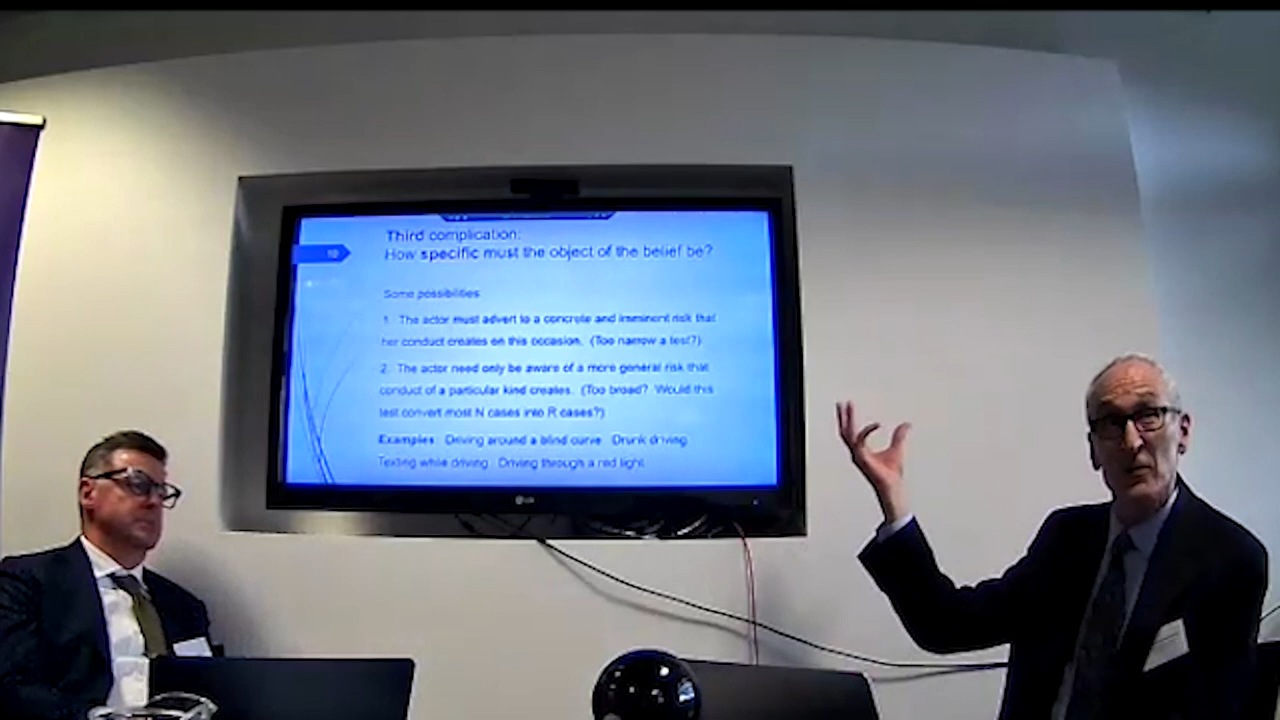 Third complication:
10
How specific must the object of the belief be?
Some possibilities
1. The actor must advert to a concrete and imminent risk that
her conduct creates on this occasion. (Too narrow a test?)
2. The actor need only be aware of a more general risk that
conduct of a particular kind creates. (Too broad? Would this
test convert most N cases into R cases?)
Examples Driving around a blind curve Drunk driving
Texting while driving Driving through a red light
LG